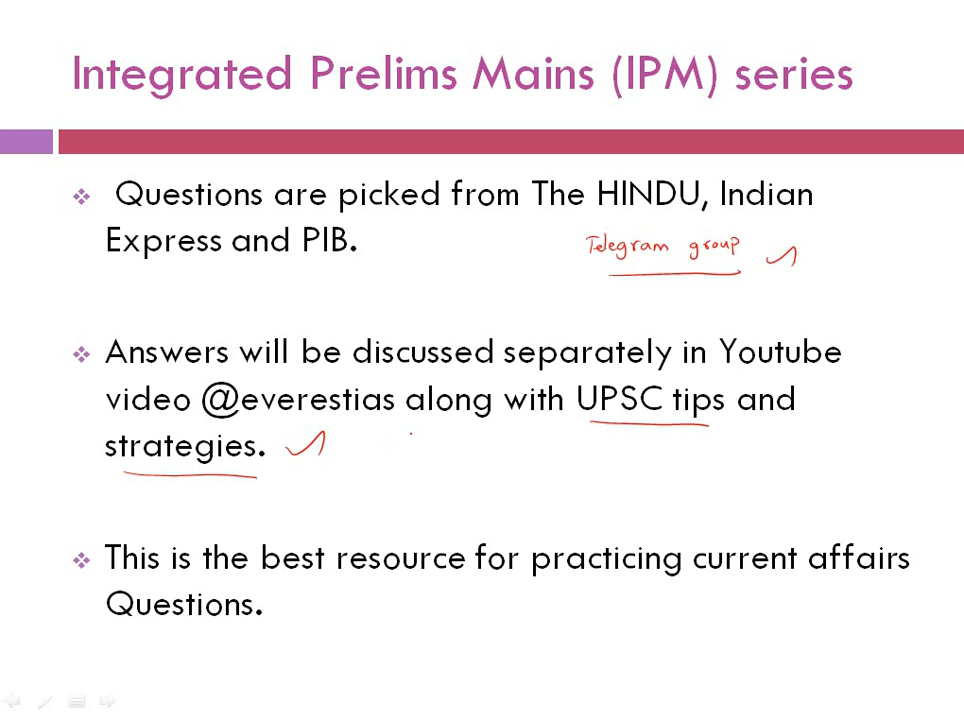 Integrated Prelims Mains (IPM) series
Questions are picked from The HINDU, Indian
Express and PIB.
Telegram group
Answers will be discussed separately in Youtube
video @everestias along with UPSC tips and
strategies.
This is the best resource for practicing current affairs
Questions.